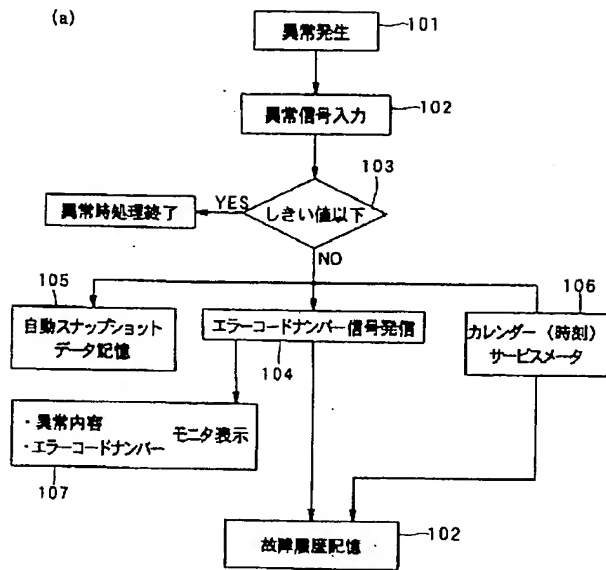 (a)
異常発生
101
異常信号入力
102
103
しきい値以下
YES
異常時処理終了
NO
105
106
自動スナップショット
データ記憶
エラーコードナンバー信号発信
104
カレンダー(時刻)
サービスメータ
・異常内容
・エラーコードナンバー
モニタ表示
107
故障履歴記憶
102